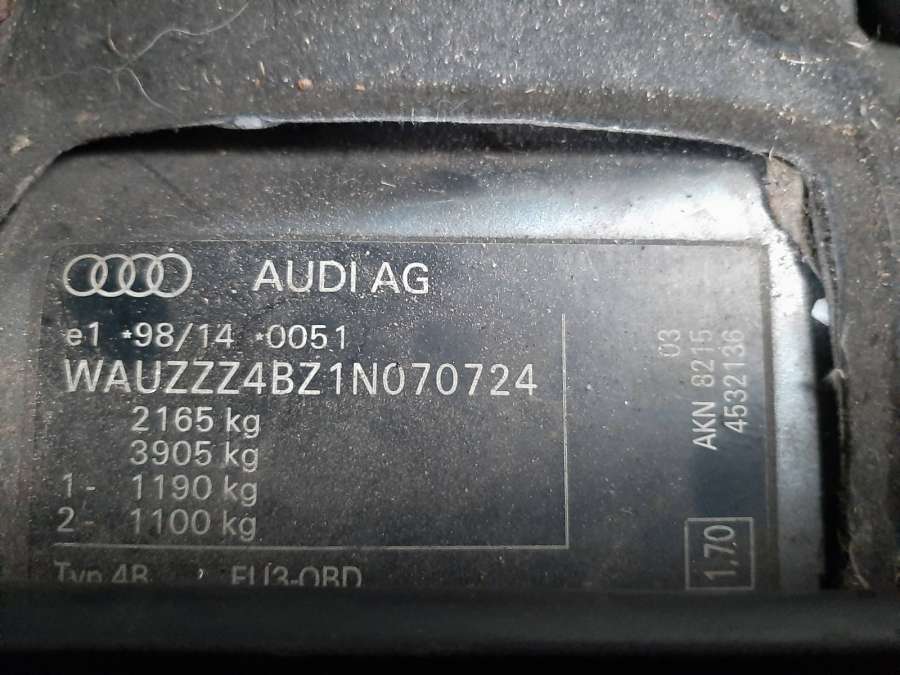 AUDI AG
e1 *98/14 *0051
WAUZZZ4BZ1N070724
2165 kg
3905 kg
1- 1190 kg
2- 1100 kg
Typ 4B , EU3-OBD
03
AKN 8215
4532136
1.70